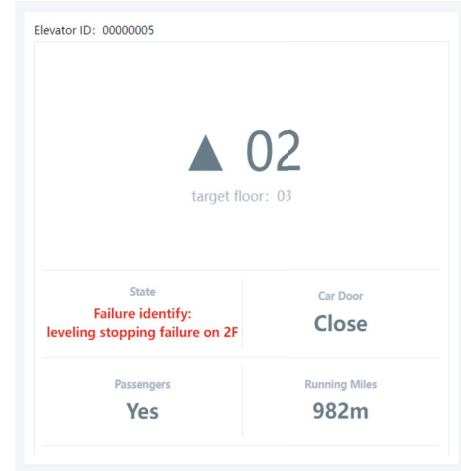 Elevator ID: 00000005
▲ 02
target floor: 03
State
Failure identify:
leveling stopping failure on 2F
Car Door
Close
Passengers
Yes
Running Miles
982m